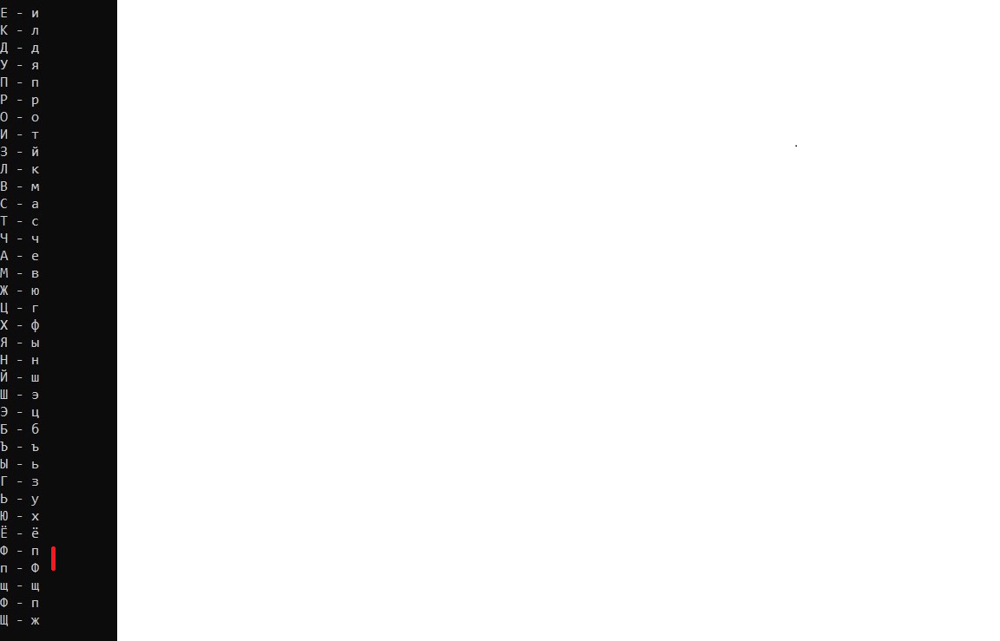 Е - и
К - л
Д - д
У - я
П - п
Р - р
О - о
И - т
З - й
Л - к
В - м
С - а
Т - с
Ч - ч
А - е
М - в
Ж - ю
Ц - г
Х - ф
Я - ы
Н - н
Й - ш
Ш - э
Э - ц
Б - б
Ъ - ъ
Ы - ь
Г - з
Ь - у
Ю - х
Ё - ё
Ф - п
п - Ф
щ - щ
Ф - п
Щ - ж